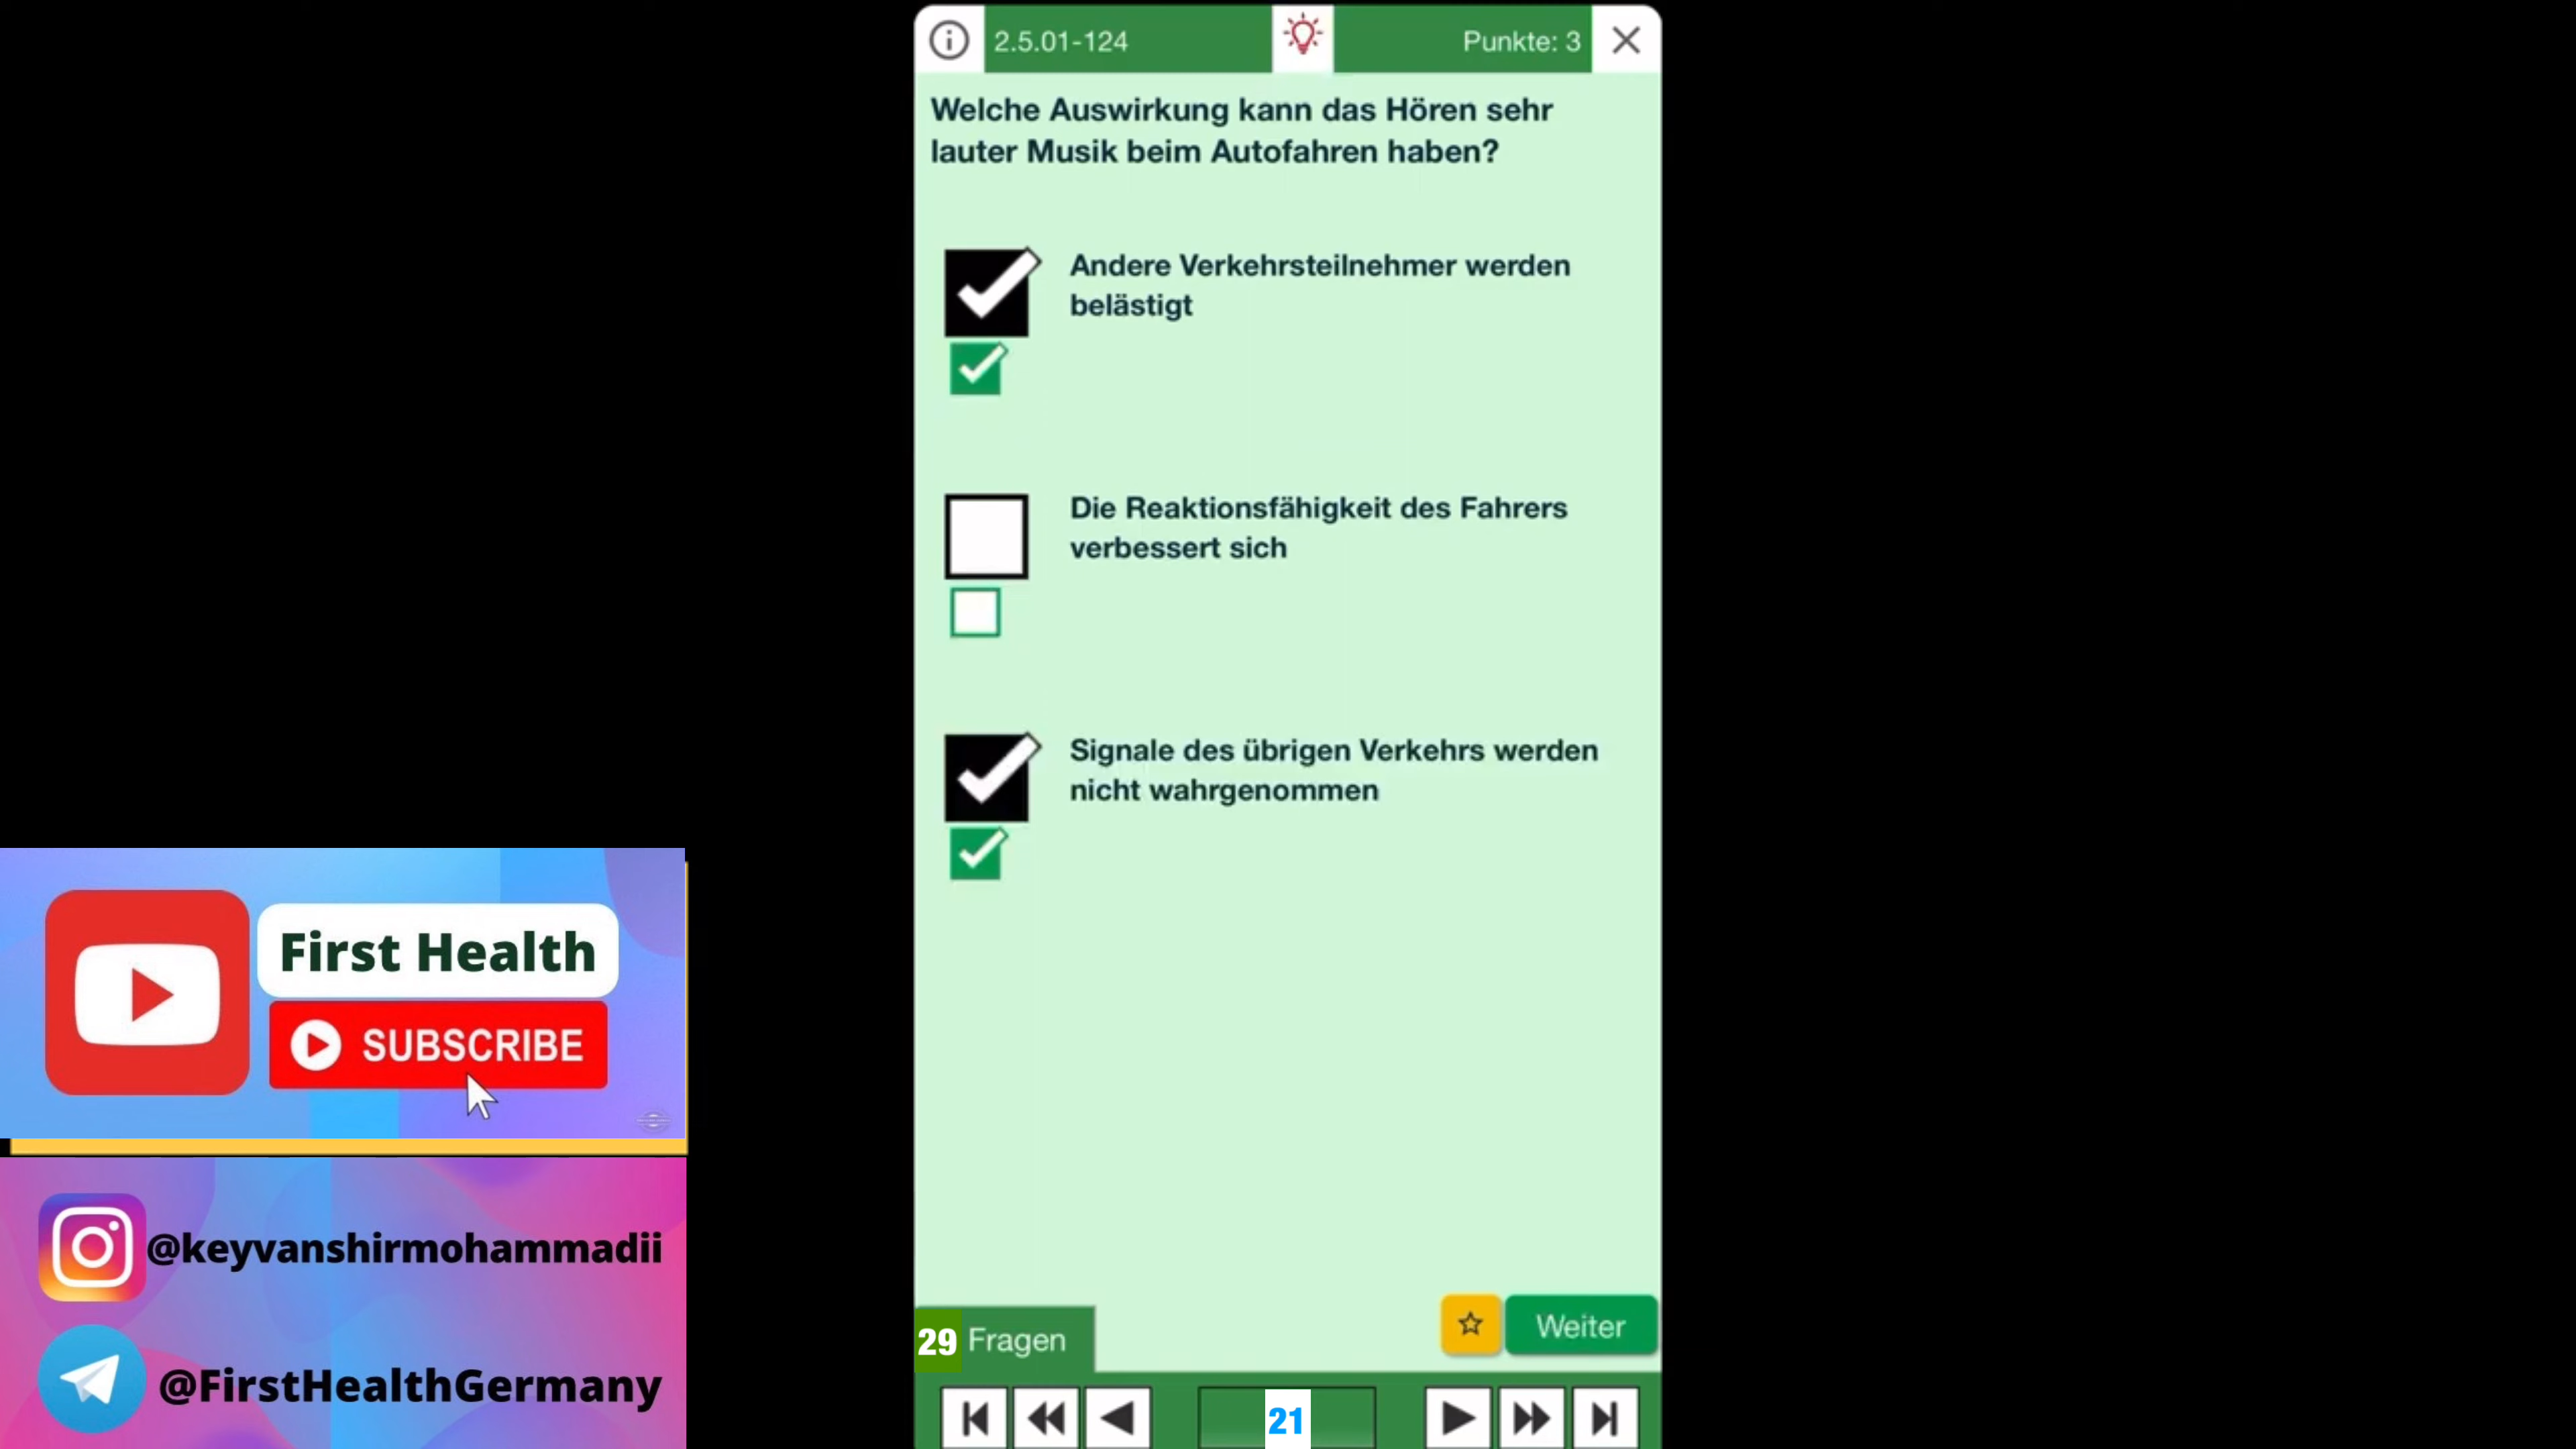 2.5.01-124
Punkte: 3
Welche Auswirkung kann das Hören sehr
lauter Musik beim Autofahren haben?
Andere Verkehrsteilnehmer werden
belästigt
Die Reaktionsfähigkeit des Fahrers
verbessert sich
Signale des übrigen Verkehrs werden
nicht wahrgenommen
First Health
SUBSCRIBE
@keyvanshirmohammadii
@FirstHealthGermany
29 Fragen
Weiter
21